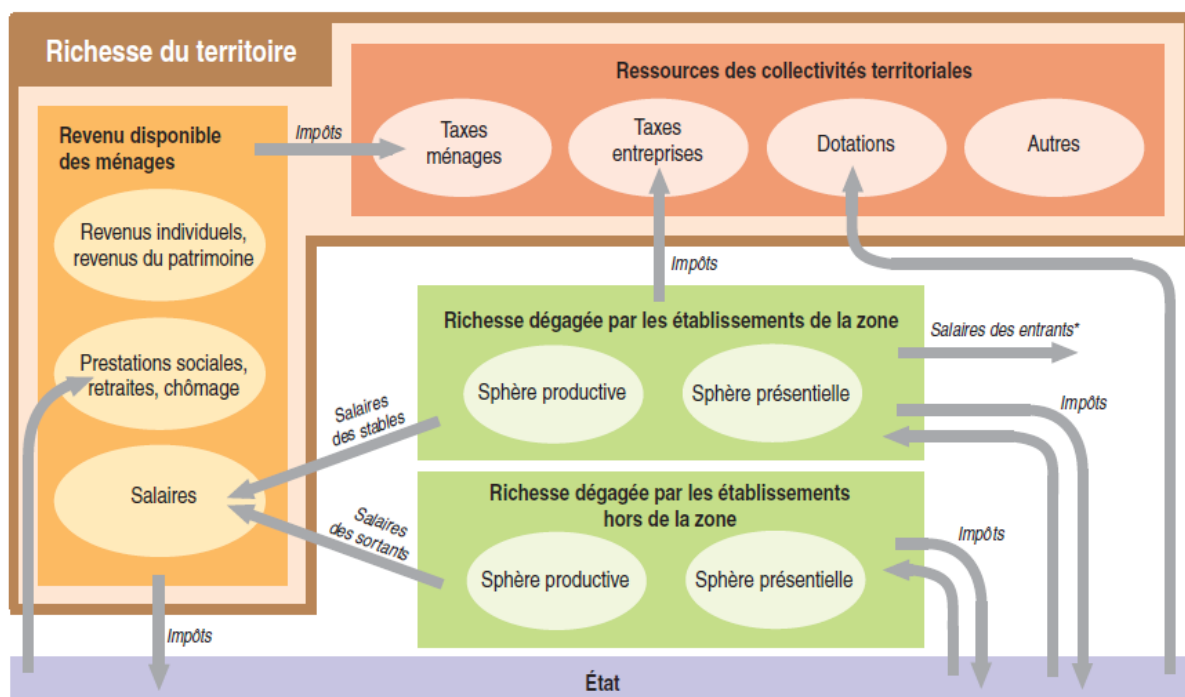 Richesse du territoire
Ressources des collectivités territoriales
Revenu disponible
des ménages
Impôts
Taxes
ménages
Taxes
entreprises
Dotations
Autres
Revenus individuels,
revenus du patrimoine
Impôts
Richesse dégagée par les établissements de la zone
Salaires des entrants*
Prestations sociales,
retraites, chômage
Sphère productive
Sphère présentielle
Salaires
des stables
Impôts
Salaires
Richesse dégagée par les établissements
hors de la zone
Salaires
des sortants
Sphère productive
Sphère présentielle
Impôts
Impôts
État